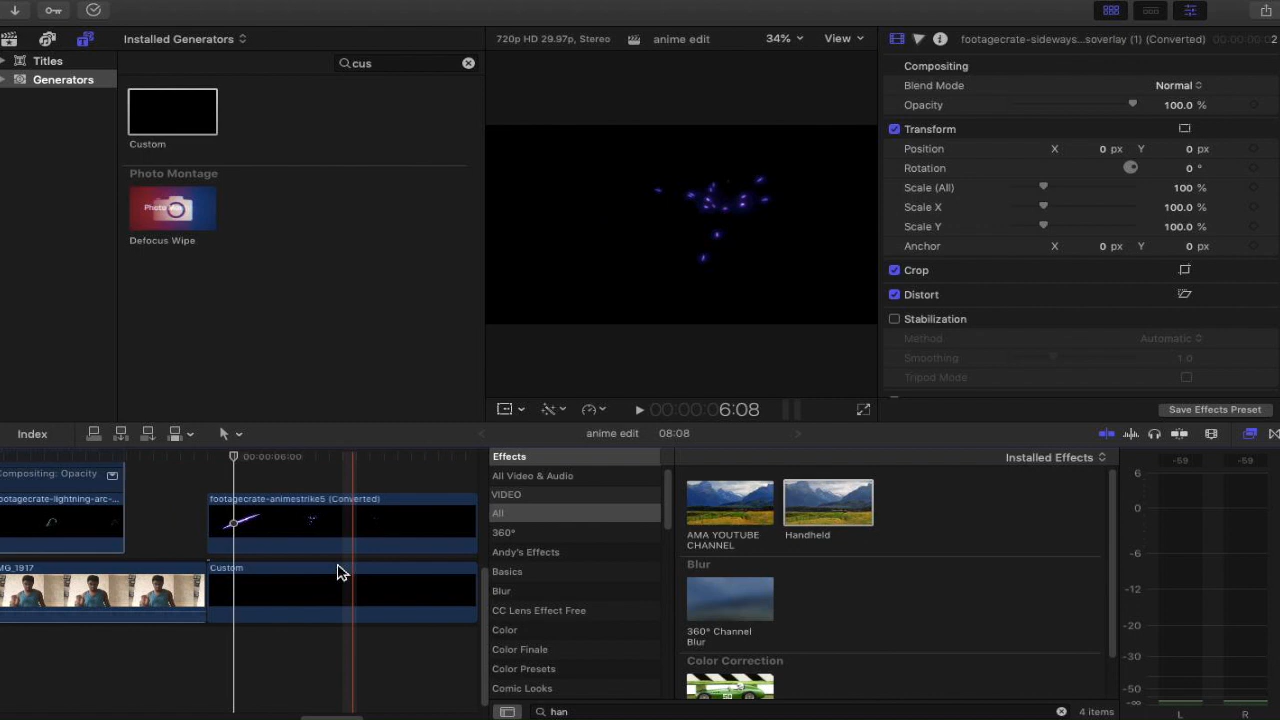 Installed Generators
cus
720p HD 29.97p, Stereo
anime edit
34%
View
footagecrate-sideways...soverlay (1) (Converted)
2
Titles
Generators
Custom
Photo Montage
Defocus Wipe
Compositing
Blend Mode
Normal
Opacity
100.0 %
Transform
Position
X
0 px
Y
0 px
Rotation
0 °
Scale (All)
100 %
Scale X
100.0 %
Scale Y
100.0 %
Anchor
X
0 px
Y
0 px
Crop
Distort
Stabilization
Method
Automatic
Smoothing
1.0
Tripod Mode
00:00:06:08
Save Effects Preset
Index
anime edit
08:08
00:00:06:00
Compositing: Opacity
ootagecrate-lightning-arc-...
footagecrate-animestrike5 (Converted)
MG_1917
Custom
Effects
Installed Effects
All Video & Audio
VIDEO
All
360°
Andy's Effects
Basics
Blur
CC Lens Effect Free
Color
Color Finale
Color Presets
Comic Looks
AMA YOUTUBE
CHANNEL
Handheld
Blur
360° Channel
Blur
Color Correction
han
4 items
-59
-59
6
0
-6
-12
-20
-30
-50
L
R